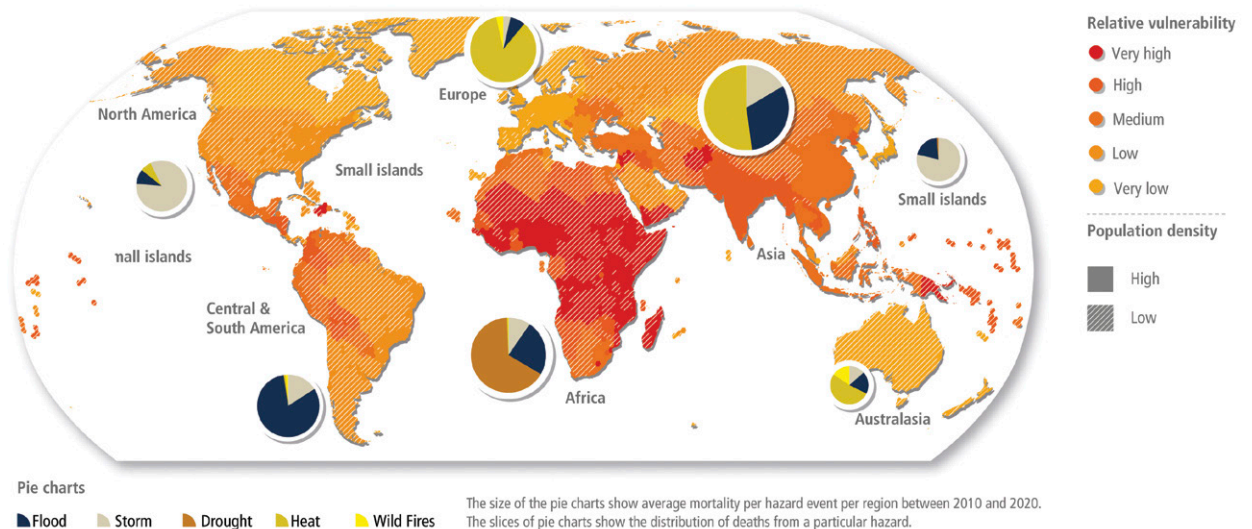 Relative vulnerability
Very high
High
Medium
Low
Very low
Population density
High
Low
North America
Europe
Small islands
Small islands
mall islands
Asia
Central &
South America
Africa
Australasia
Pie charts
Flood
Storm
Drought
Heat
Wild Fires
The size of the pie charts show average mortality per hazard event per region between 2010 and 2020.
The slices of pie charts show the distribution of deaths from a particular hazard.